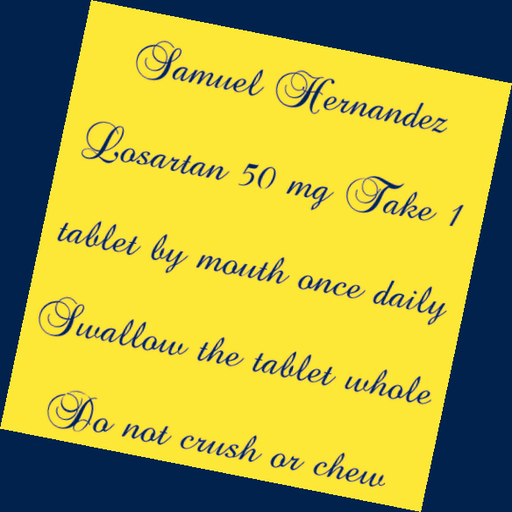 Samuel Hernandez
Losartan 50 mg Take 1
tablet by mouth once daily
Swallow the tablet whole
Do not crush or chew